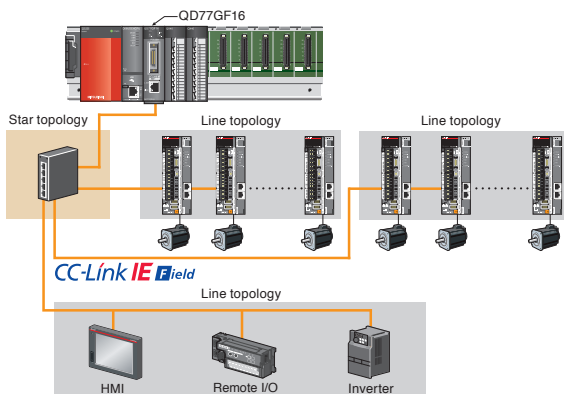 QD77GF16
Star topology
Line topology
Line topology
CC-Link IE Field
Line topology
HMI
Remote I/O
Inverter